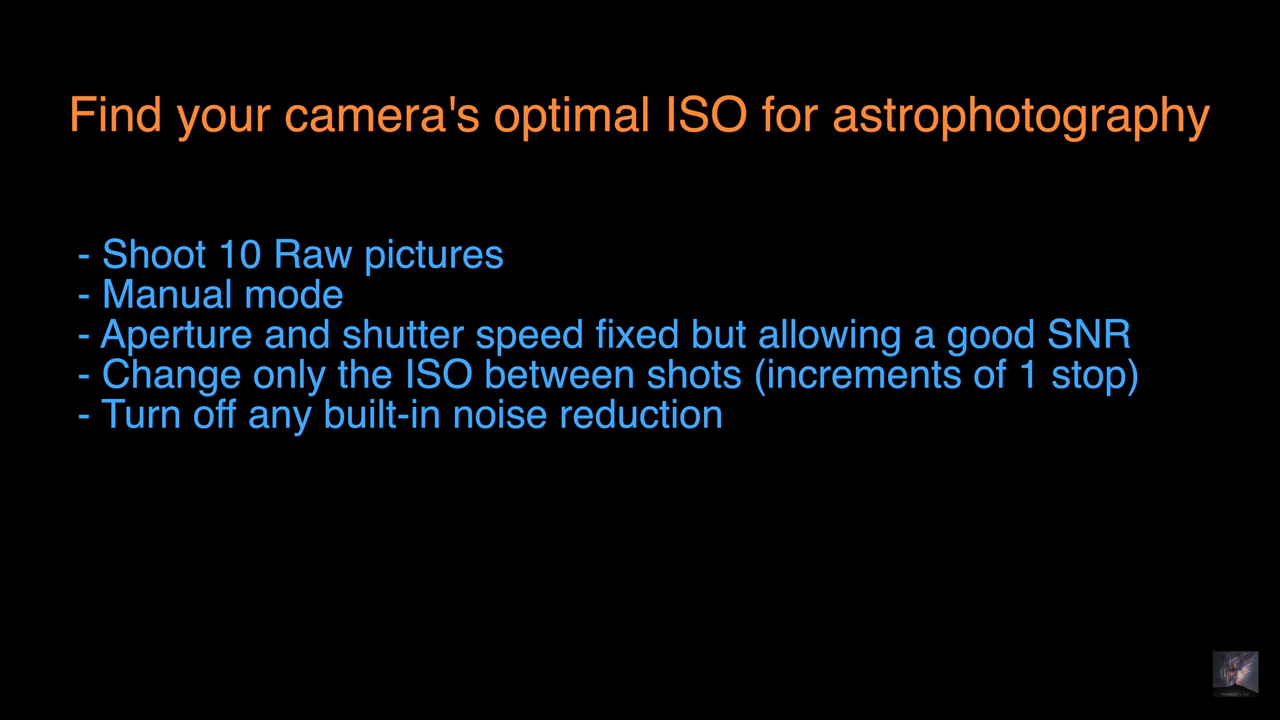 Find your camera's optimal ISO for astrophotography
- Shoot 10 Raw pictures
- Manual mode
- Aperture and shutter speed fixed but allowing a good SNR
- Change only the ISO between shots (increments of 1 stop)
- Turn off any built-in noise reduction